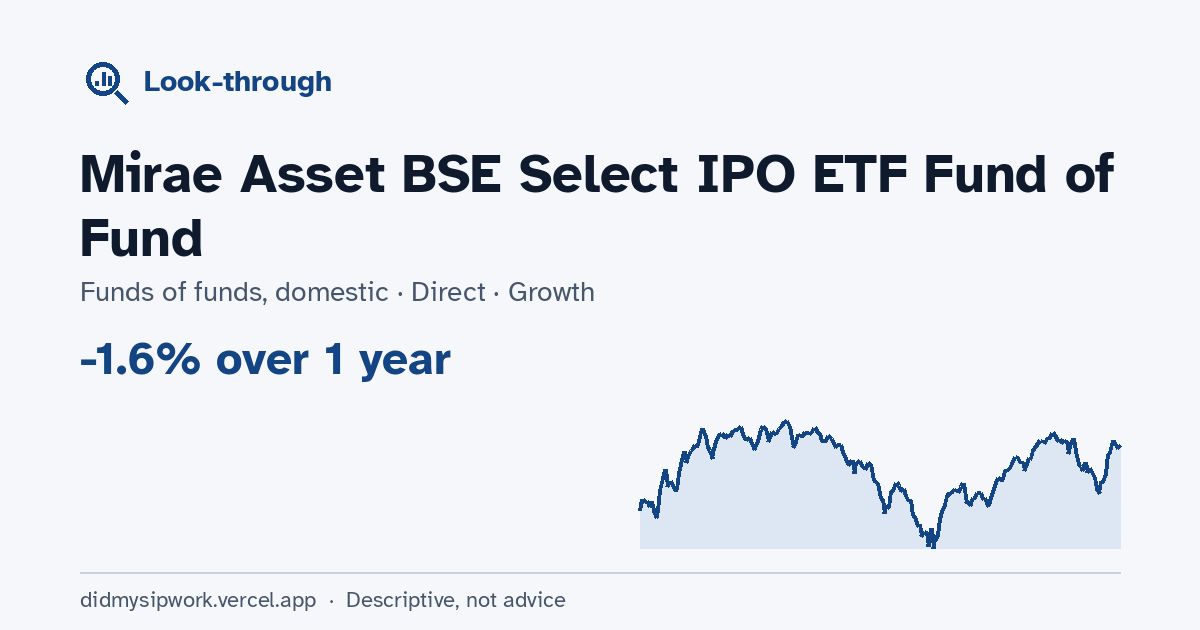 Look-through
Mirae Asset BSE Select IPO ETF Fund of
Fund
Funds of funds, domestic · Direct · Growth
-1.6% over 1 year
didmysipwork.vercel.app · Descriptive, not advice